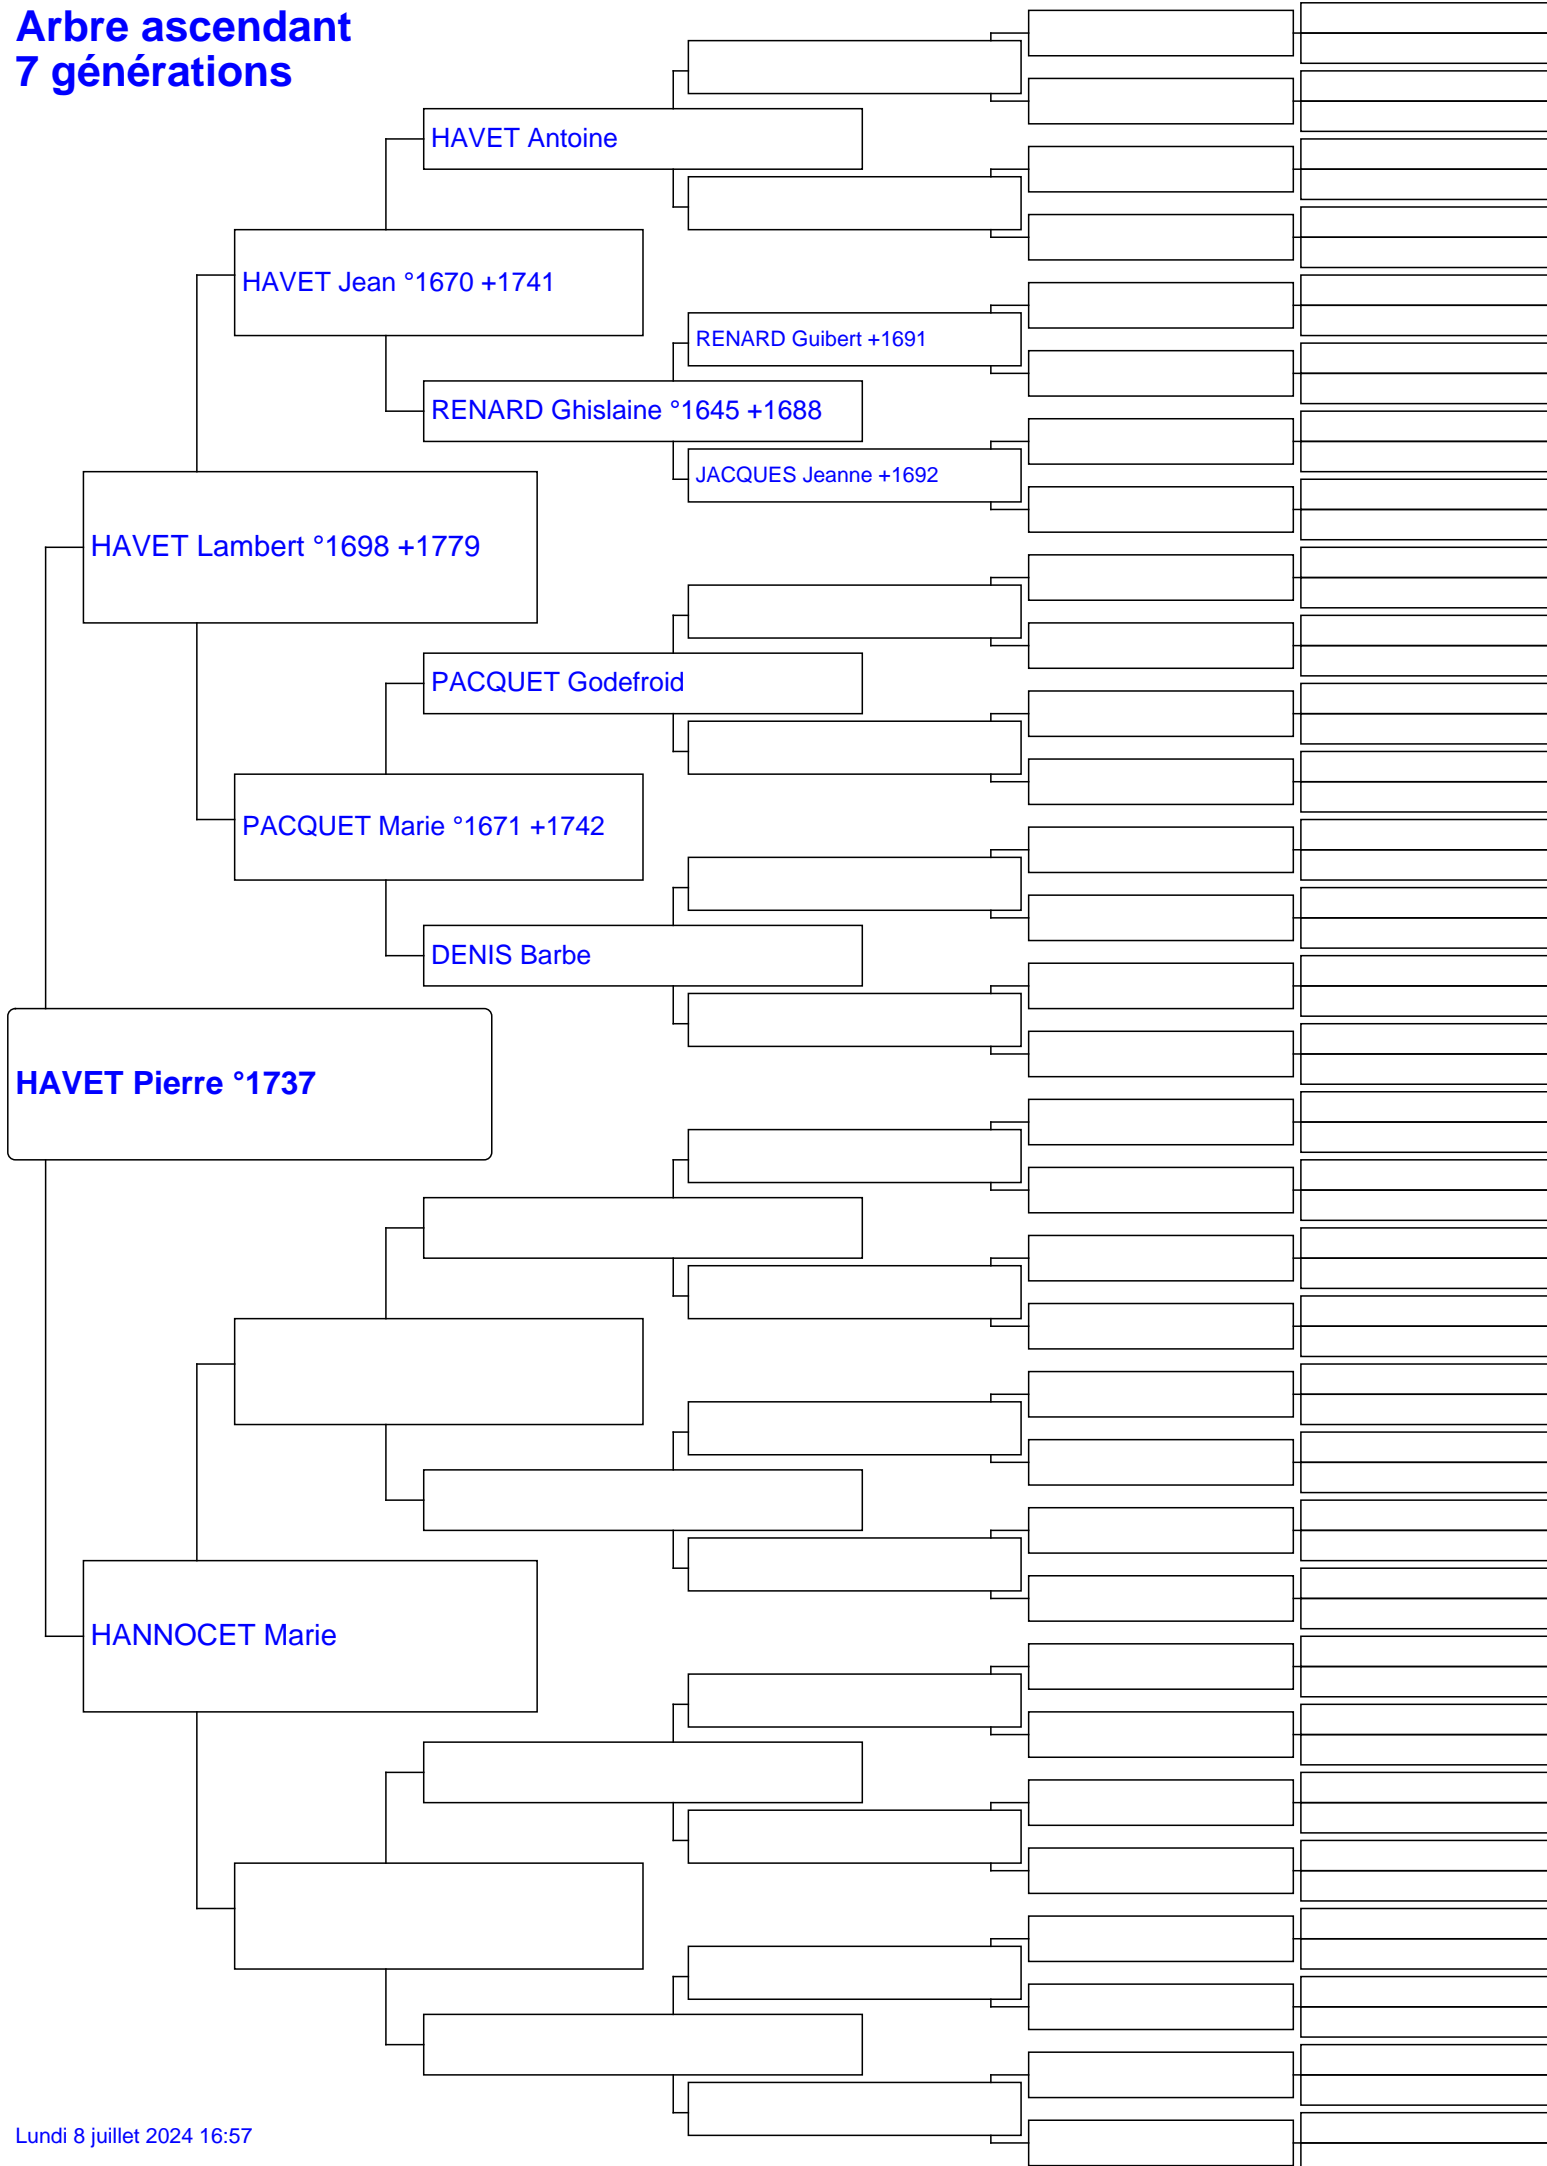 Arbre ascendant
7 générations
HAVET Antoine
HAVET Jean °1670 +1741
RENARD Guibert +1691
RENARD Ghislaine °1645 +1688
JACQUES Jeanne +1692
HAVET Lambert °1698 +1779
PACQUET Godefroid
PACQUET Marie °1671 +1742
DENIS Barbe
HAVET Pierre °1737
HANNOCET Marie
Lundi 8 juillet 2024 16:57